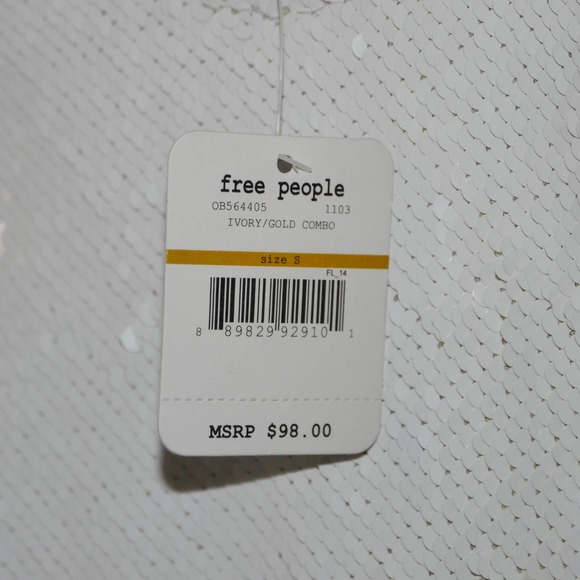 free people
OB564405 1103
IVORY/GOLD COMBO
size S
FL_14
8 89829 92910 1
MSRP $98.00